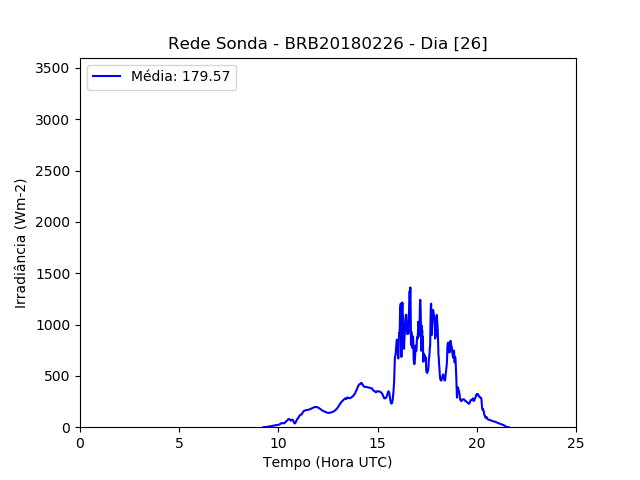 Rede Sonda - BRB20180226 - Dia [26]
Média: 179.57
3500
3000
2500
2000
1500
1000
500
0
Irradiância (Wm-2)
0 5 10 15 20 25
Tempo (Hora UTC)